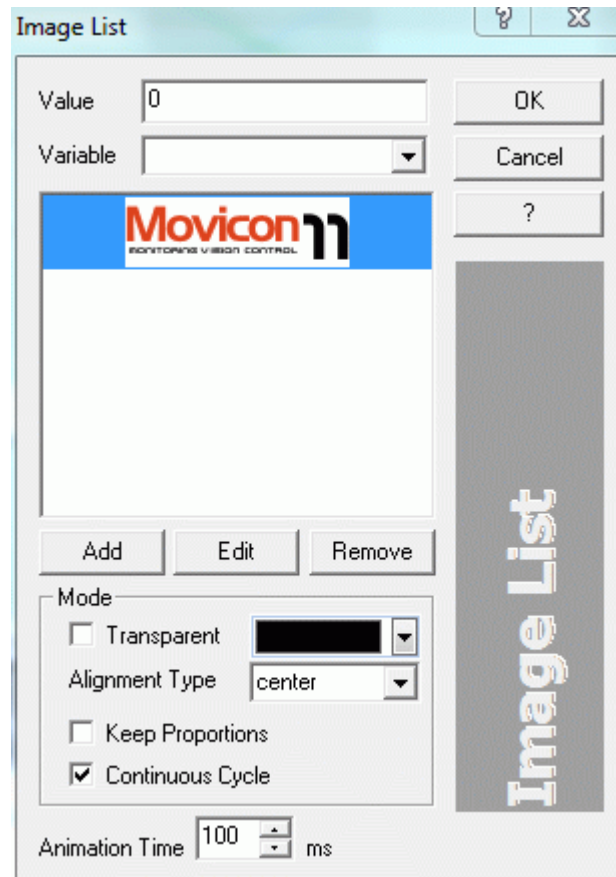 Image List
Value 0 OK
Variable Cancel
?
Movicon 11
MONITORING VISION CONTROL
Add Edit Remove
Mode
Transparent
Alignment Type center
Keep Proportions
Continuous Cycle
Animation Time 100 ms
Image List